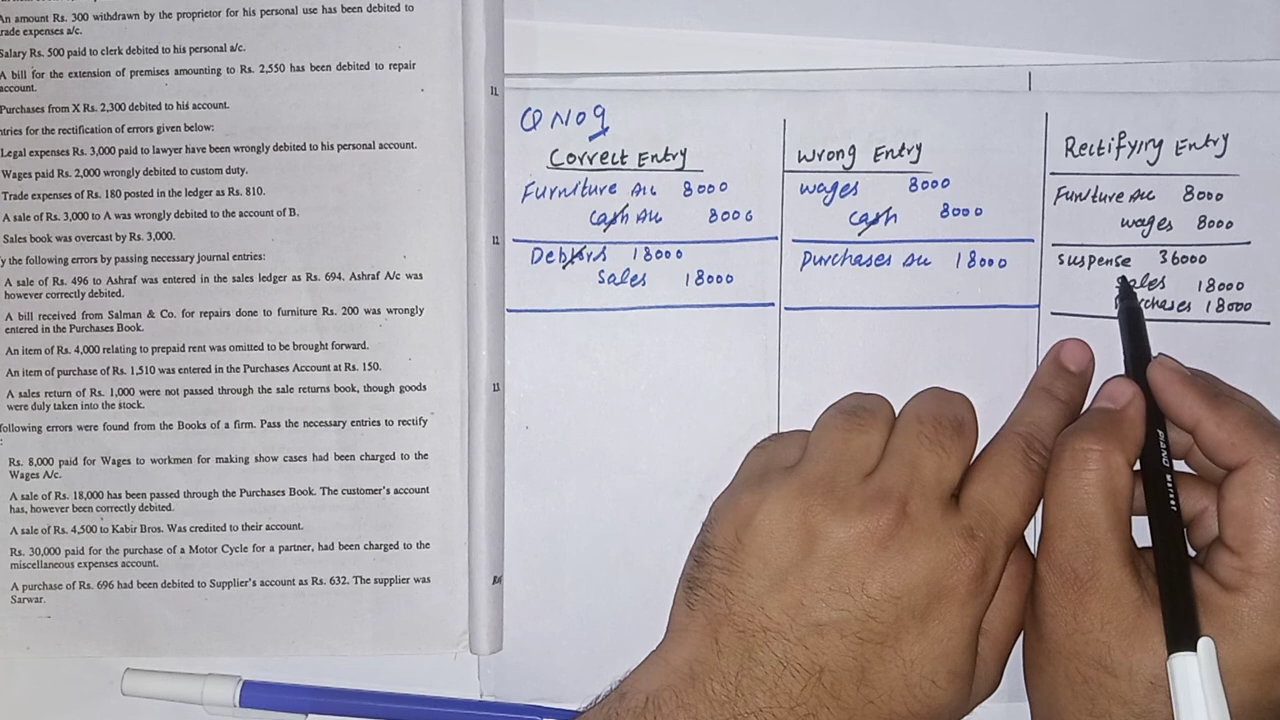 An amount Rs. 300 withdrawn by the proprietor for his personal use has been debited to
rade expenses a/c.
Salary Rs. 500 paid to clerk debited to his personal a/c.
A bill for the extension of premises amounting to Rs. 2,550 has been debited to repair
account.
Purchases from X Rs. 2,300 debited to his account.
ntries for the rectification of errors given below:
Legal expenses Rs. 3,000 paid to lawyer have been wrongly debited to his personal account.
Wages paid Rs. 2,000 wrongly debited to custom duty.
Trade expenses of Rs. 180 posted in the ledger as Rs. 810.
A sale of Rs. 3,000 to A was wrongly debited to the account of B.
Sales book was overcast by Rs. 3,000.
y the following errors by passing necessary journal entries:
A sale of Rs. 496 to Ashraf was entered in the sales ledger as Rs. 694. Ashraf A/c was
however correctly debited.
A bill received from Salman & Co. for repairs done to furniture Rs. 200 was wrongly
entered in the Purchases Book.
An item of Rs. 4,000 relating to prepaid rent was omitted to be brought forward.
An item of purchase of Rs. 1,510 was entered in the Purchases Account at Rs. 150.
A sales return of Rs. 1,000 were not passed through the sale returns book, though goods
were duly taken into the stock.
following errors were found from the Books of a firm. Pass the necessary entries to rectify
:
Rs. 8,000 paid for Wages to workmen for making show cases had been charged to the
Wages A/c.
A sale of Rs. 18,000 has been passed through the Purchases Book. The customer's account
has, however been correctly debited.
A sale of Rs. 4,500 to Kabir Bros. Was credited to their account.
Rs. 30,000 paid for the purchase of a Motor Cycle for a partner, had been charged to the
miscellaneous expenses account.
A purchase of Rs. 696 had been debited to Supplier's account as Rs. 632. The supplier was
Sarwar.
11
12
13
Q No 9
Correct Entry
Furniture A/c 8000
cash A/c 8000
Debtors 18000
Sales 18000
Wrong Entry
wages 8000
cash 8000
Purchases A/c 18000
Rectifying Entry
Furniture A/c 8000
wages 8000
Suspense 36000
Sales 18000
Purchases 18000
PIANO Marker